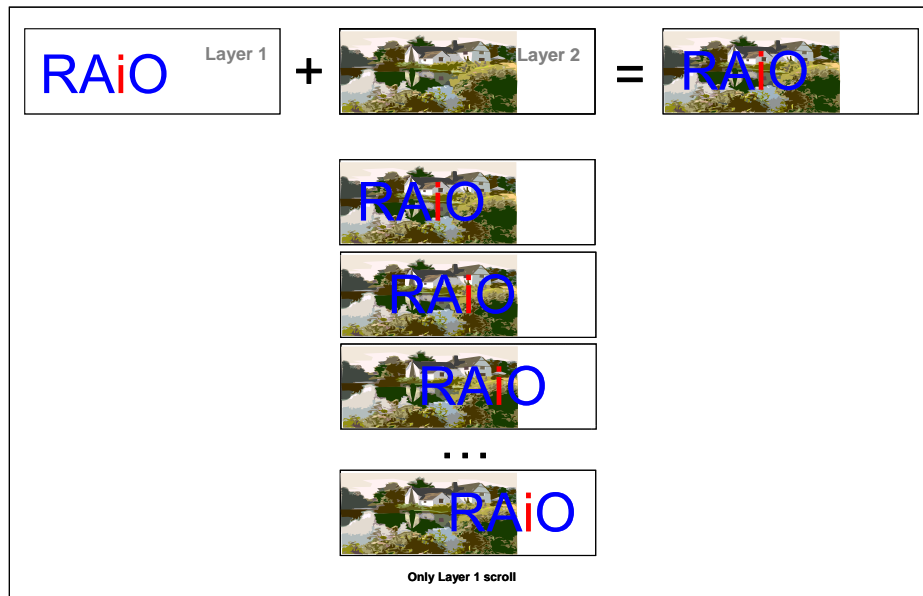 RAiO Layer 1 + Layer 2 = RAiO
RAiO
RAiO
RAiO
...
RAiO
Only Layer 1 scroll